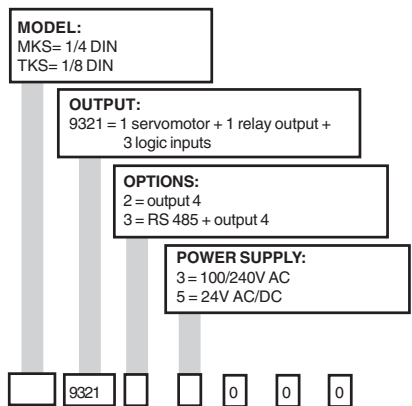 MODEL:
MKS= 1/4 DIN
TKS= 1/8 DIN
OUTPUT:
9321 = 1 servomotor + 1 relay output +
3 logic inputs
OPTIONS:
2 = output 4
3 = RS 485 + output 4
POWER SUPPLY:
3 = 100/240V AC
5 = 24V AC/DC
9321 0 0 0